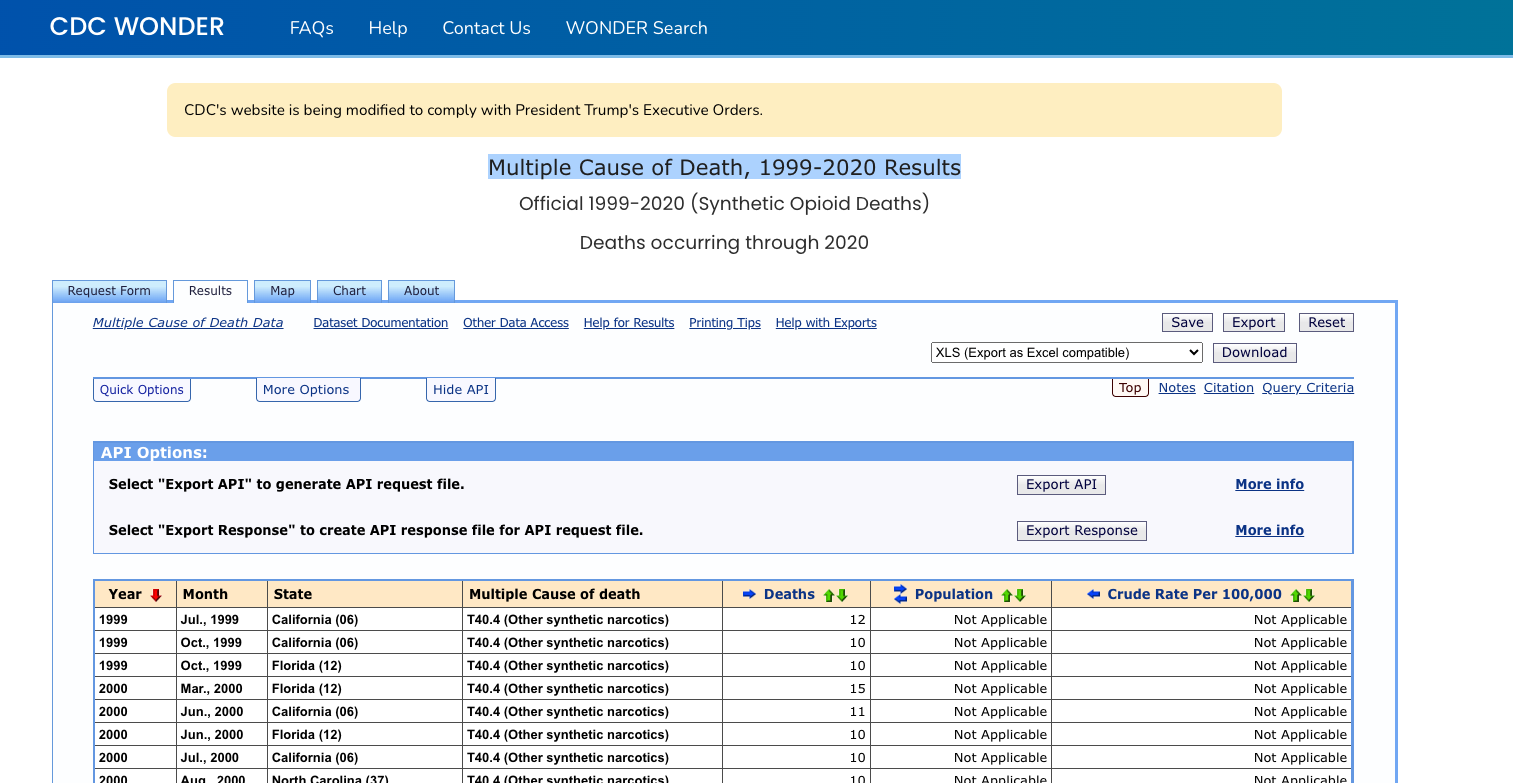 CDC WONDER FAQs Help Contact Us WONDER Search
CDC's website is being modified to comply with President Trump's Executive Orders.
Multiple Cause of Death, 1999-2020 Results
Official 1999-2020 (Synthetic Opioid Deaths)
Deaths occurring through 2020
Request Form Results Map Chart About
Multiple Cause of Death Data Dataset Documentation Other Data Access Help for Results Printing Tips Help with Exports Save Export Reset
XLS (Export as Excel compatible) Download
Quick Options More Options Hide API Top Notes Citation Query Criteria
API Options:
Select "Export API" to generate API request file. Export API More info
Select "Export Response" to create API response file for API request file. Export Response More info
Year Month State Multiple Cause of death Deaths Population Crude Rate Per 100,000
1999 Jul., 1999 California (06) T40.4 (Other synthetic narcotics) 12 Not Applicable Not Applicable
1999 Oct., 1999 California (06) T40.4 (Other synthetic narcotics) 10 Not Applicable Not Applicable
1999 Oct., 1999 Florida (12) T40.4 (Other synthetic narcotics) 10 Not Applicable Not Applicable
2000 Mar., 2000 Florida (12) T40.4 (Other synthetic narcotics) 15 Not Applicable Not Applicable
2000 Jun., 2000 California (06) T40.4 (Other synthetic narcotics) 11 Not Applicable Not Applicable
2000 Jun., 2000 Florida (12) T40.4 (Other synthetic narcotics) 10 Not Applicable Not Applicable
2000 Jul., 2000 California (06) T40.4 (Other synthetic narcotics) 10 Not Applicable Not Applicable
2000 Aug., 2000 North Carolina (37) T40.4 (Other synthetic narcotics) 10 Not Applicable Not Applicable